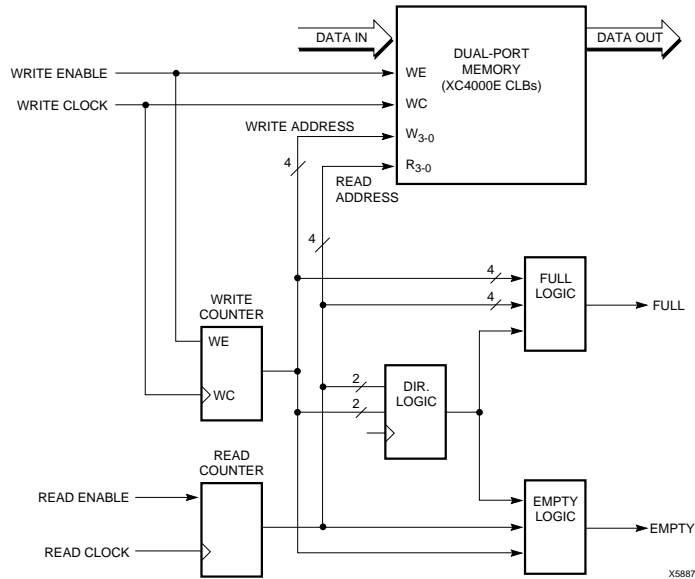 DATA IN
DATA OUT
DUAL-PORT
MEMORY
(XC4000E CLBs)
WRITE ENABLE
WE
WRITE CLOCK
WC
WRITE ADDRESS
W3-0
4
R3-0
READ
ADDRESS
4
4
FULL
LOGIC
4
FULL
WRITE
COUNTER
WE
WC
2
DIR.
LOGIC
2
READ
COUNTER
READ ENABLE
EMPTY
LOGIC
EMPTY
READ CLOCK
X5887